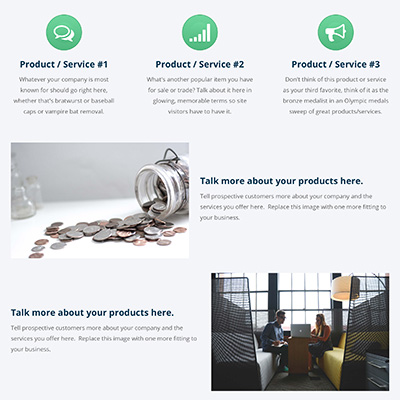 Product / Service #1
Whatever your company is most
known for should go right here,
whether that's bratwurst or baseball
caps or vampire bat removal.
Product / Service #2
What's another popular item you have
for sale or trade? Talk about it here in
glowing, memorable terms so site
visitors have to have it.
Product / Service #3
Don't think of this product or service
as your third favorite, think of it as the
bronze medalist in an Olympic medals
sweep of great products/services.
Talk more about your products here.
Tell prospective customers more about your company and the
services you offer here. Replace this image with one more fitting to
your business.
Talk more about your products here.
Tell prospective customers more about your company and the
services you offer here. Replace this image with one more fitting to
your business.